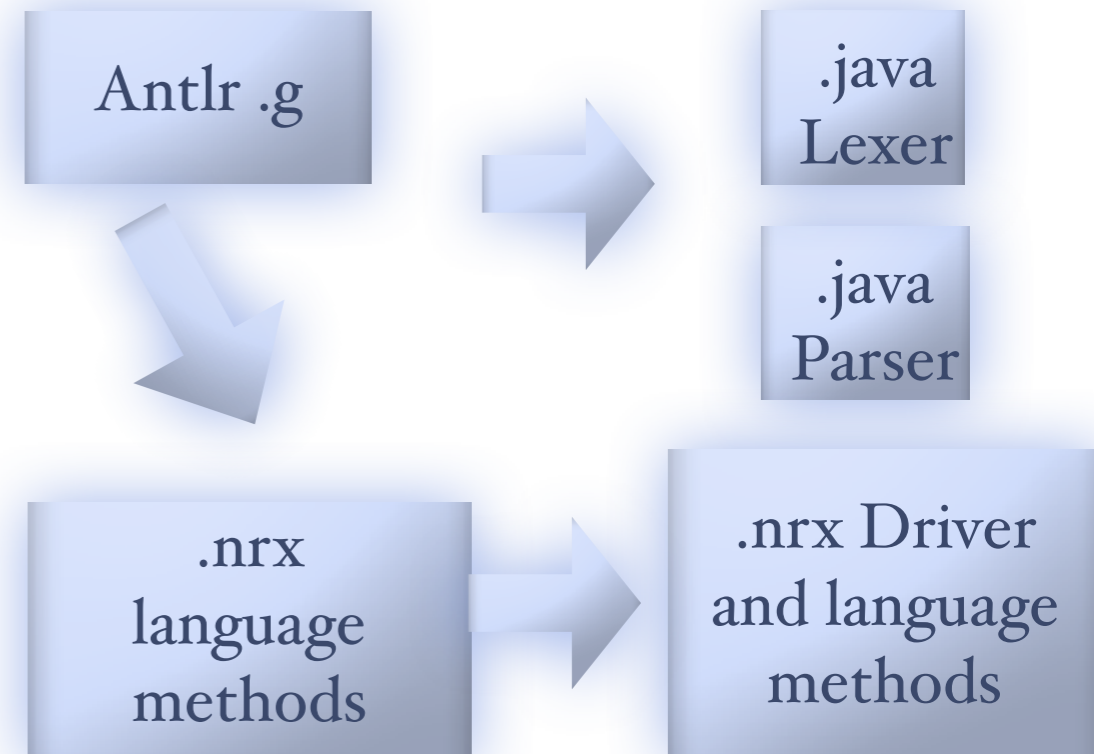 Antlr .g
.java
Lexer
.java
Parser
.nrx
language
methods
.nrx Driver
and language
methods